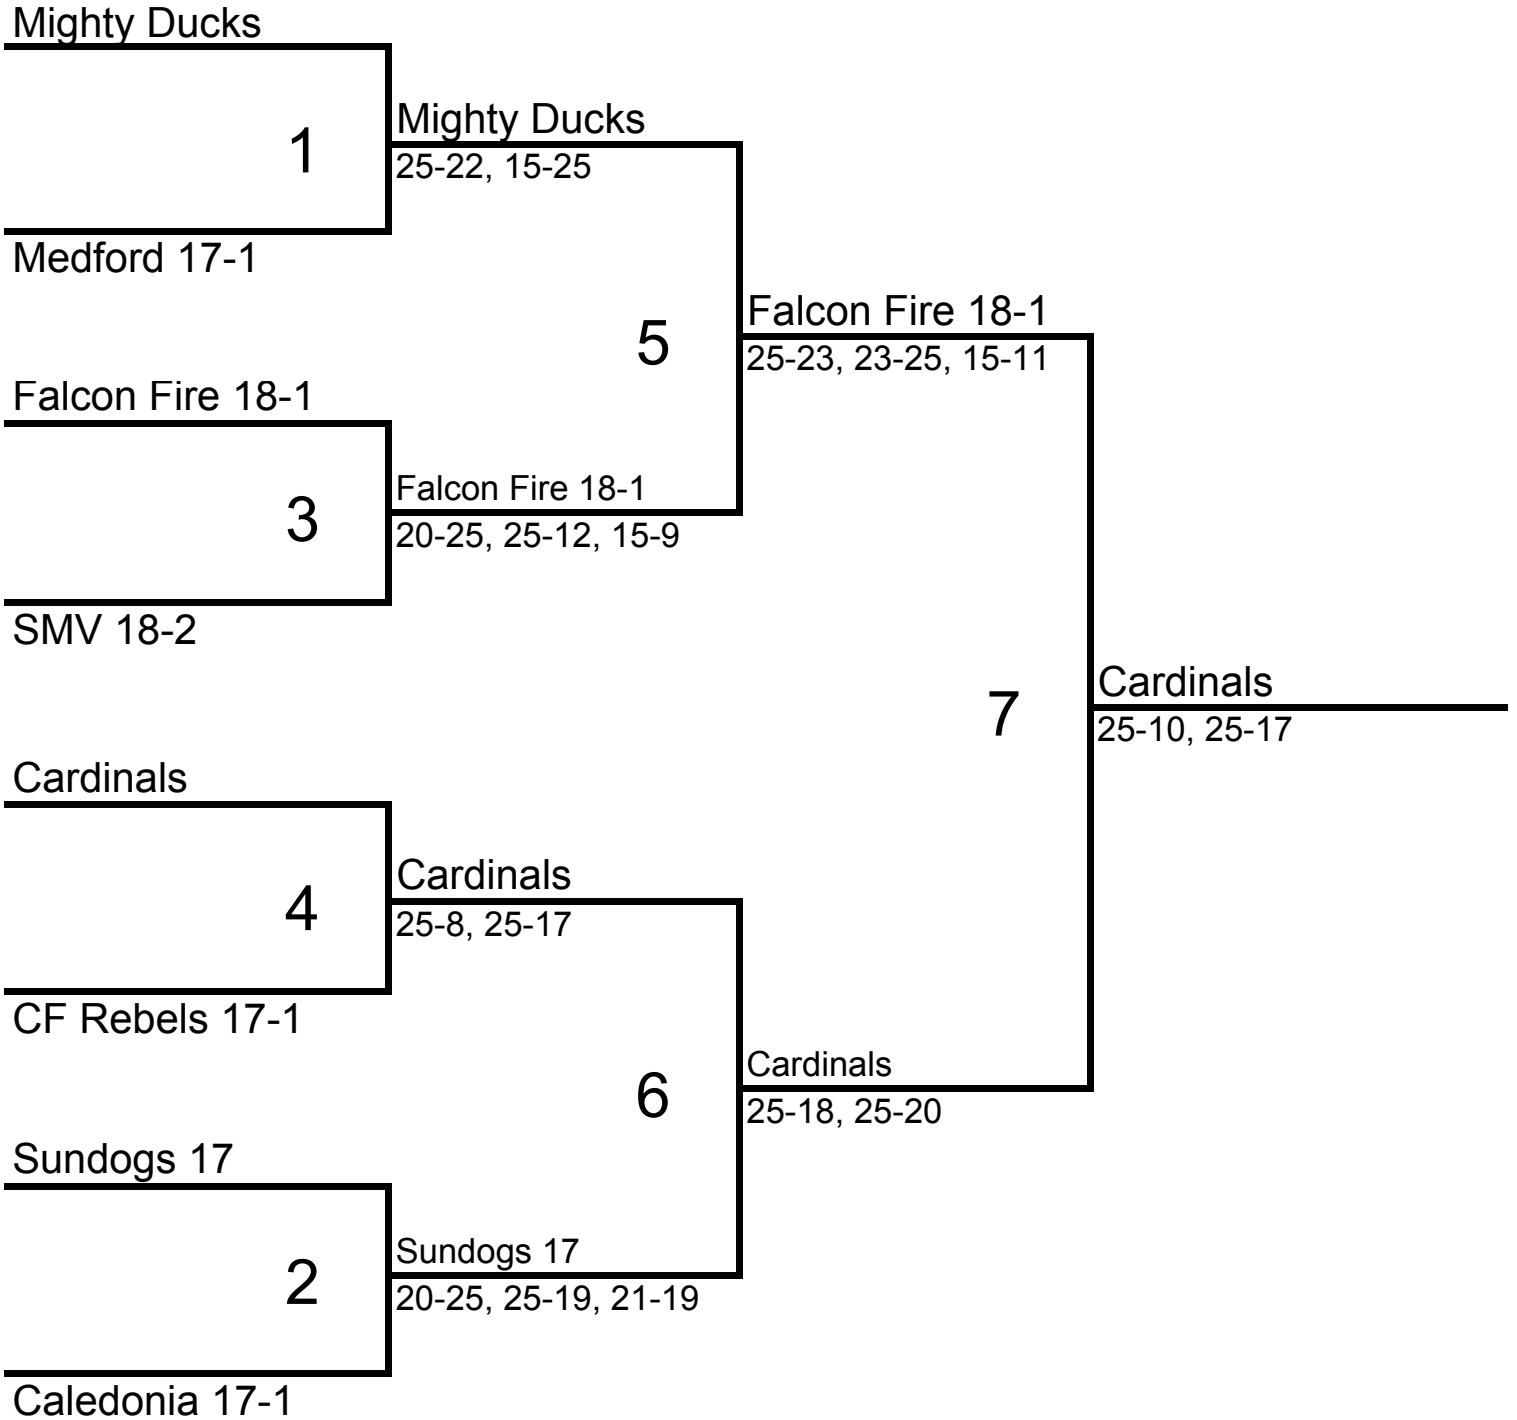 Mighty Ducks
1
Mighty Ducks
25-22, 15-25
Medford 17-1
5
Falcon Fire 18-1
25-23, 23-25, 15-11
Falcon Fire 18-1
3
Falcon Fire 18-1
20-25, 25-12, 15-9
SMV 18-2
7
Cardinals
25-10, 25-17
Cardinals
4
Cardinals
25-8, 25-17
CF Rebels 17-1
6
Cardinals
25-18, 25-20
Sundogs 17
2
Sundogs 17
20-25, 25-19, 21-19
Caledonia 17-1